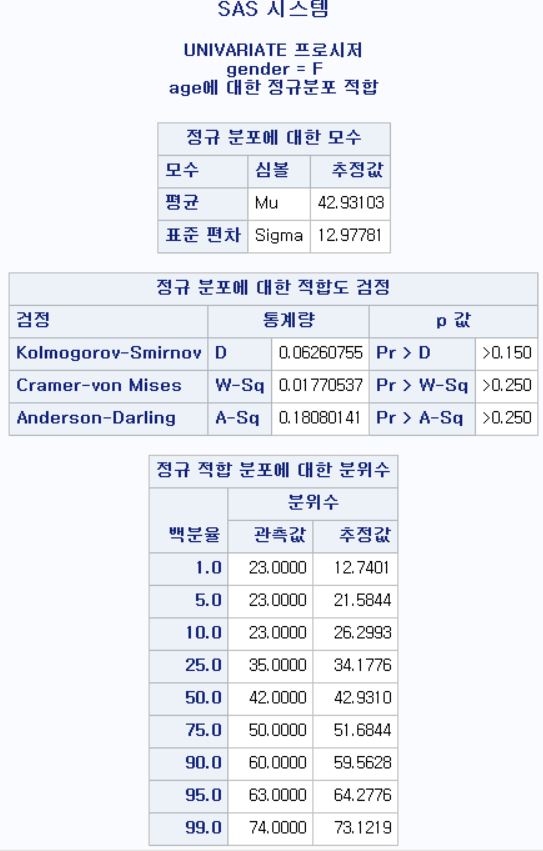 SAS 시스템
UNIVARIATE 프로시저
gender = F
age에 대한 정규분포 적합
정규 분포에 대한 모수
모수 심볼 추정값
평균 Mu 42.93103
표준 편차 Sigma 12.97781
정규 분포에 대한 적합도 검정
검정 통계량 p 값
Kolmogorov-Smirnov D 0.06260755 Pr > D >0.150
Cramer-von Mises W-Sq 0.01770537 Pr > W-Sq >0.250
Anderson-Darling A-Sq 0.18080141 Pr > A-Sq >0.250
정규 적합 분포에 대한 분위수
분위수
백분율 관측값 추정값
1.0 23.0000 12.7401
5.0 23.0000 21.5844
10.0 23.0000 26.2993
25.0 35.0000 34.1776
50.0 42.0000 42.9310
75.0 50.0000 51.6844
90.0 60.0000 59.5628
95.0 63.0000 64.2776
99.0 74.0000 73.1219